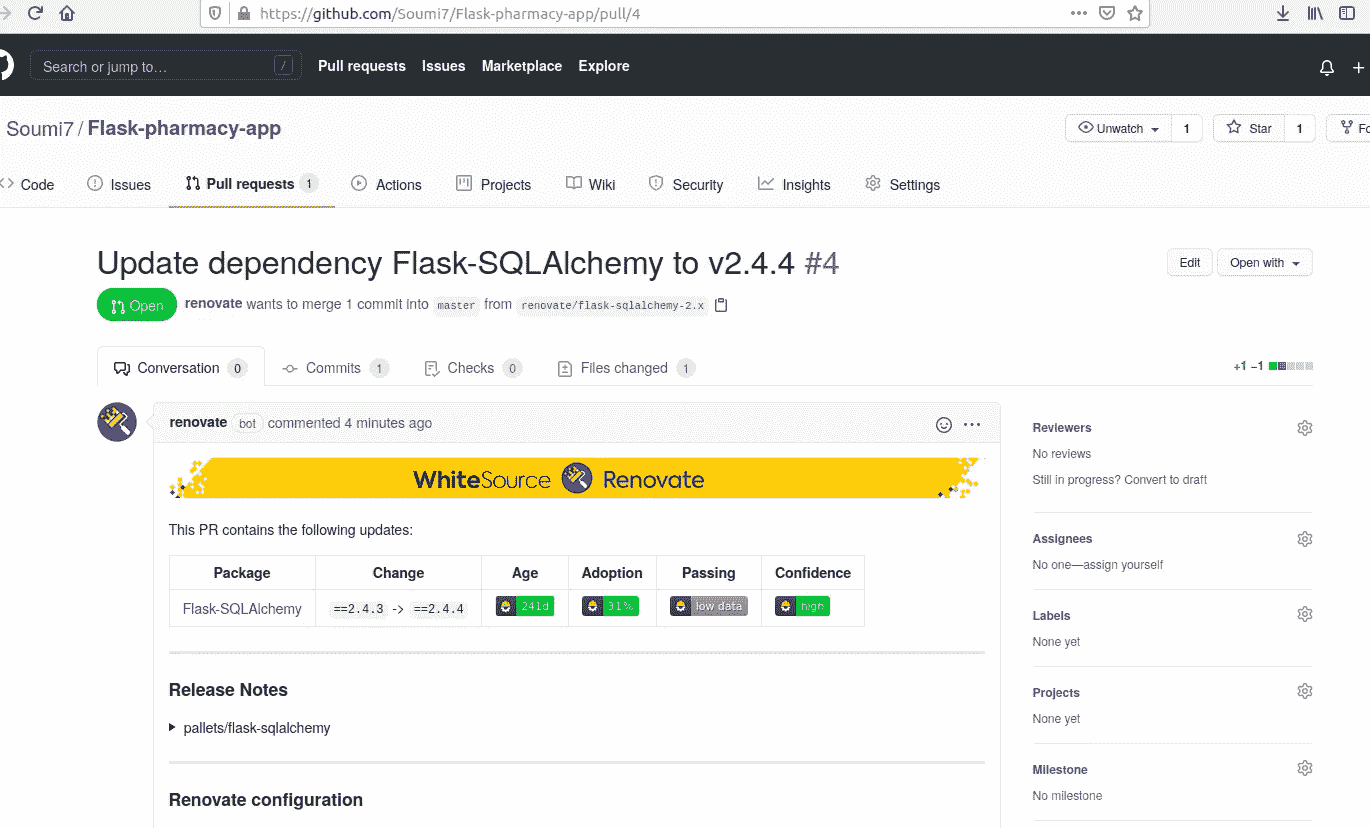 https://github.com/Soumi7/Flask-pharmacy-app/pull/4
Search or jump to… / Pull requests Issues Marketplace Explore
Soumi7 / Flask-pharmacy-app Unwatch 1 Star 1 Fo
Code Issues Pull requests 1 Actions Projects Wiki Security Insights Settings
Update dependency Flask-SQLAlchemy to v2.4.4 #4 Edit Open with
Open renovate wants to merge 1 commit into master from renovate/flask-sqlalchemy-2.x
Conversation 0 Commits 1 Checks 0 Files changed 1 +1 −1
renovate bot commented 4 minutes ago
WhiteSource Renovate
This PR contains the following updates:
Package Change Age Adoption Passing Confidence
Flask-SQLAlchemy ==2.4.3 -> ==2.4.4 241d 31% low data high
Release Notes
pallets/flask-sqlalchemy
Renovate configuration
Reviewers
No reviews
Still in progress? Convert to draft
Assignees
No one—assign yourself
Labels
None yet
Projects
None yet
Milestone
No milestone